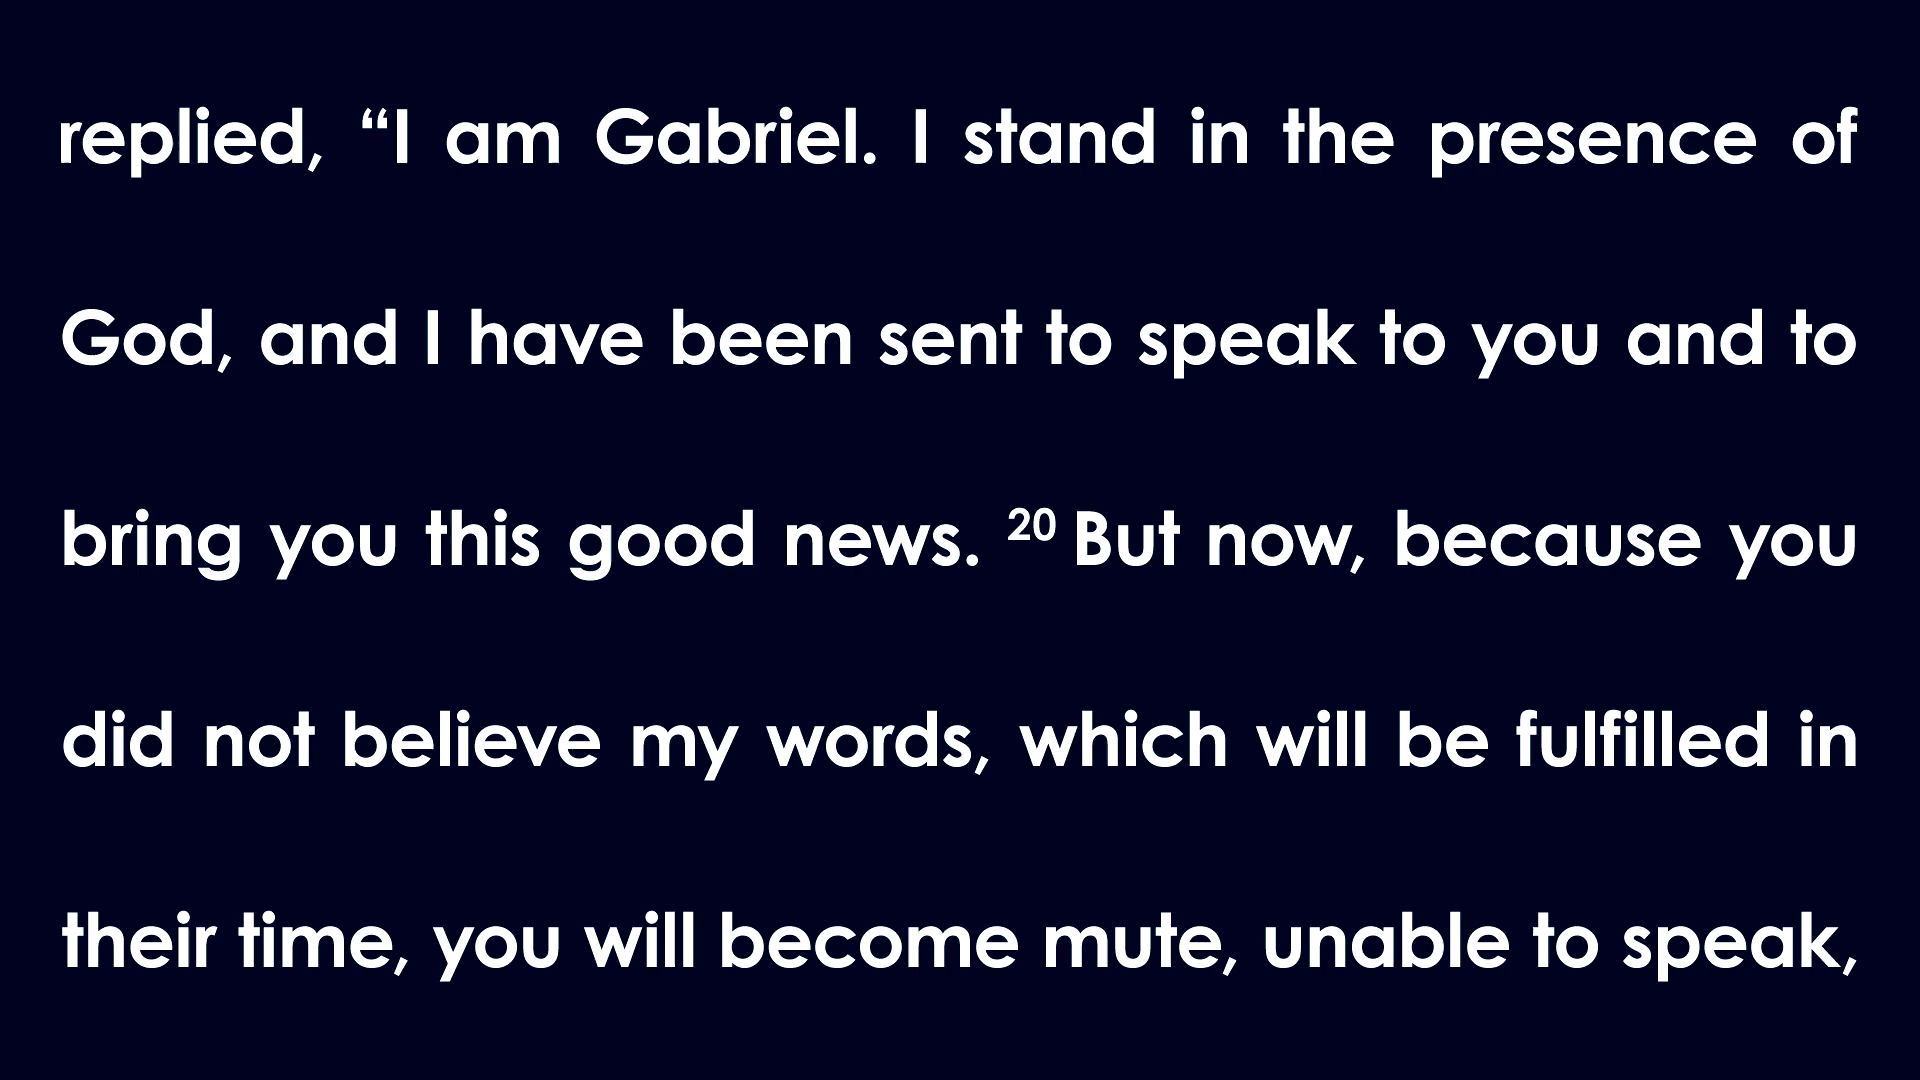 replied, “I am Gabriel. I stand in the presence of
God, and I have been sent to speak to you and to
bring you this good news. 20 But now, because you
did not believe my words, which will be fulfilled in
their time, you will become mute, unable to speak,